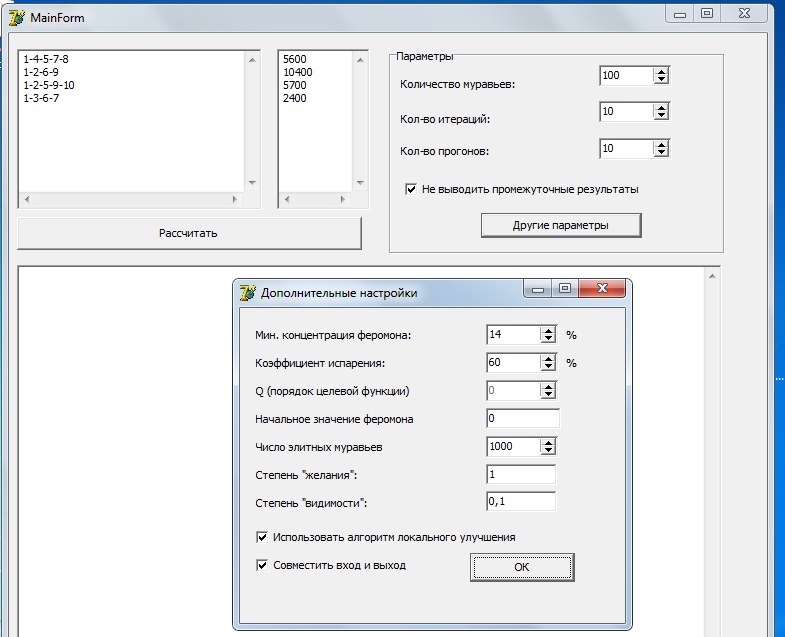 MainForm
1-4-5-7-8
1-2-6-9
1-2-5-9-10
1-3-6-7
5600
10400
5700
2400
Параметры
Количество муравьев:
100
Кол-во итераций:
10
Кол-во прогонов:
10
Не выводить промежуточные результаты
Другие параметры
Рассчитать
Дополнительные настройки
Мин. концентрация феромона:
14
%
Коэффициент испарения:
60
%
Q (порядок целевой функции)
0
Начальное значение феромона
0
Число элитных муравьев
1000
Степень "желания":
1
Степень "видимости":
0,1
Использовать алгоритм локального улучшения
Совместить вход и выход
OK